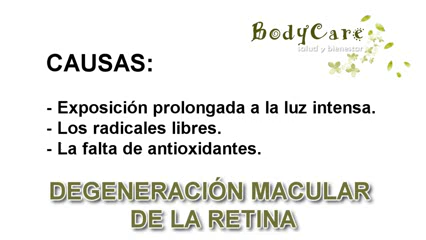 BodyCare
salud y bienestar
CAUSAS:
- Exposición prolongada a la luz intensa.
- Los radicales libres.
- La falta de antioxidantes.
DEGENERACIÓN MACULAR
DE LA RETINA